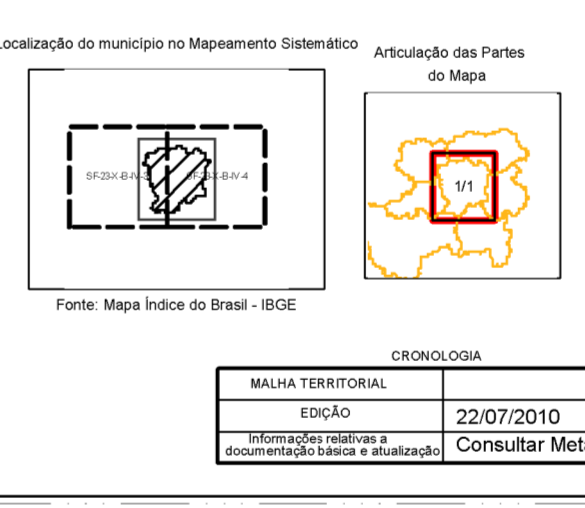 Localização do município no Mapeamento Sistemático
Articulação das Partes
do Mapa
SF-23-X-B-IV-3
SF-23-X-B-IV-4
1/1
Fonte: Mapa Índice do Brasil - IBGE
CRONOLOGIA
MALHA TERRITORIAL
EDIÇÃO
22/07/2010
Informações relativas a
documentação básica e atualização
Consultar Meta